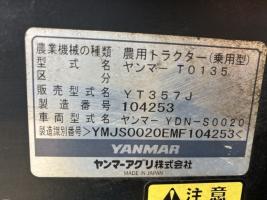 農業機械の種類 農用トラクター(乗用型)
型式名 ヤンマー TO135
区分
販売型式名 YT357J
製造番号 104253
車両型式名 ヤンマー YDN-S0020
製造識別番号>YMJS0020EMF104253<
YANMAR
ヤンマーアグリ株式会社
MADE IN JAPAN
注意